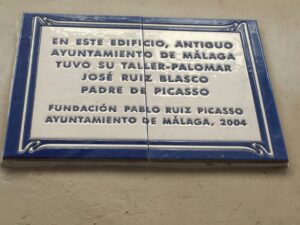 EN ESTE EDIFICIO, ANTIGUO
AYUNTAMIENTO DE MÁLAGA
TUVO SU TALLER-PALOMAR
JOSÉ RUIZ BLASCO
PADRE DE PICASSO
FUNDACIÓN PABLO RUIZ PICASSO
AYUNTAMIENTO DE MÁLAGA, 2004